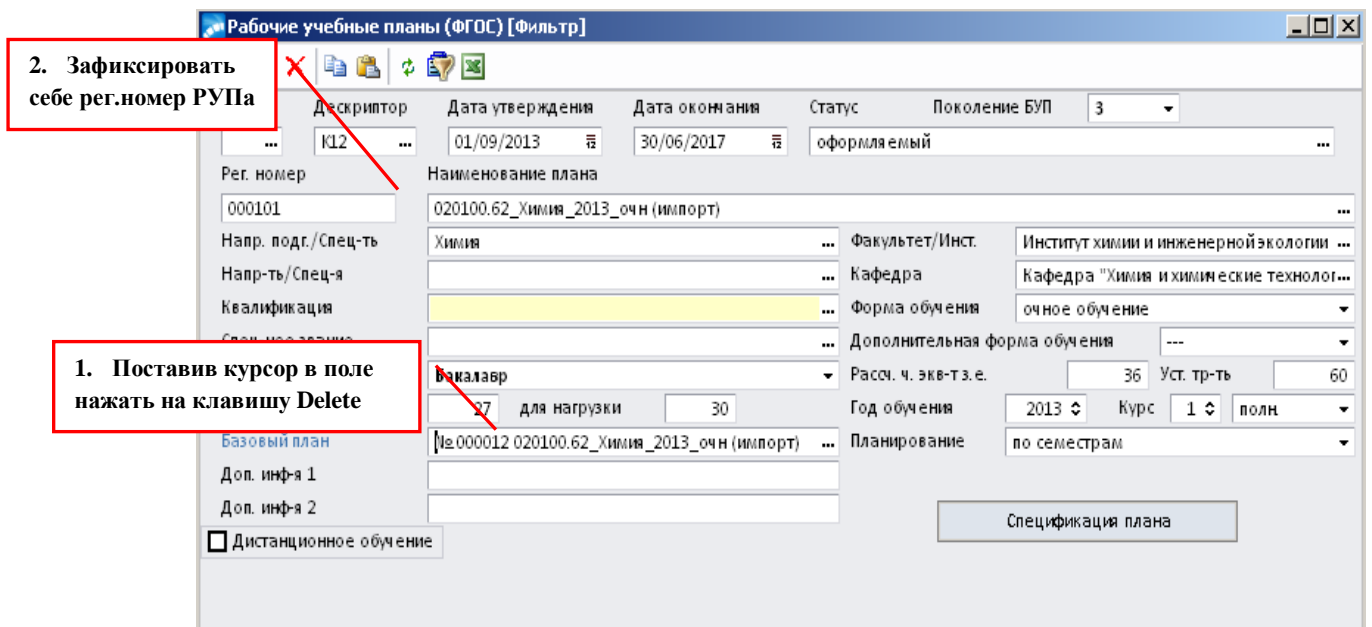 Рабочие учебные планы (ФГОС) [Фильтр]
2. Зафиксировать
себе рег.номер РУПа
Дескриптор Дата утверждения Дата окончания Статус Поколение БУП 3
... К12 ... 01/09/2013 12 30/06/2017 12 оформляемый ...
Рег. номер Наименование плана
000101 020100.62_Химия_2013_очн (импорт) ...
Напр. подг./Спец-ть Химия ... Факультет/Инст. Институт химии и инженерной экологии ...
Напр-ть/Спец-я ... Кафедра Кафедра "Химия и химические технолог...
Квалификация ... Форма обучения очное обучение
... Дополнительная форма обучения ---
1. Поставив курсор в поле
нажать на клавишу Delete
Бакалавр Рассч. ч. экв-т з.е. 36 Уст. тр-ть 60
27 для нагрузки 30 Год обучения 2013 Курс 1 полн.
Базовый план №000012 020100.62_Химия_2013_очн (импорт) ... Планирование по семестрам
Доп. инф-я 1
Доп. инф-я 2
Спецификация плана
Дистанционное обучение